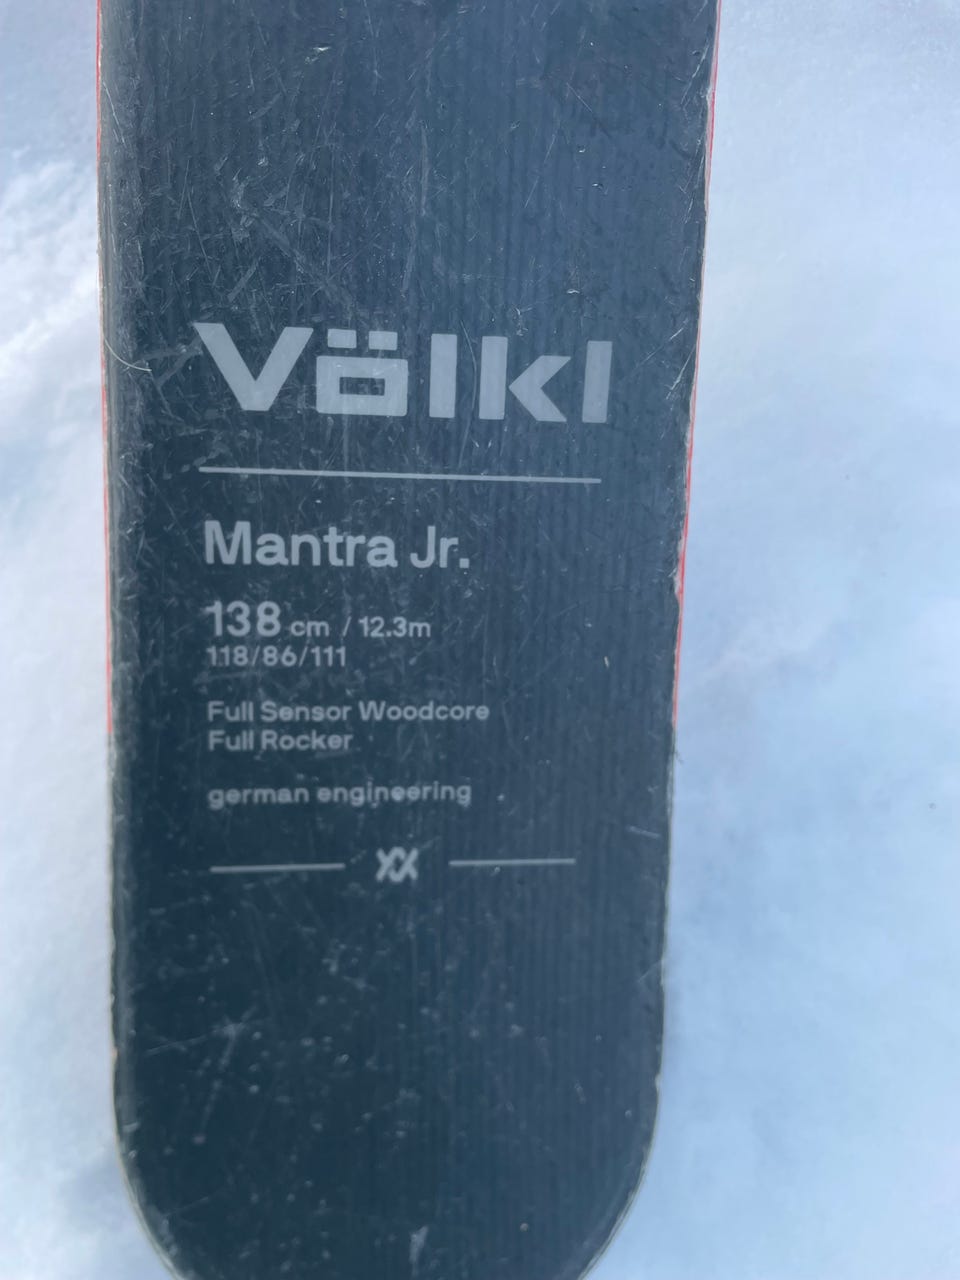 Völkl
Mantra Jr.
138 cm / 12.3m
118/86/111
Full Sensor Woodcore
Full Rocker
german engineering